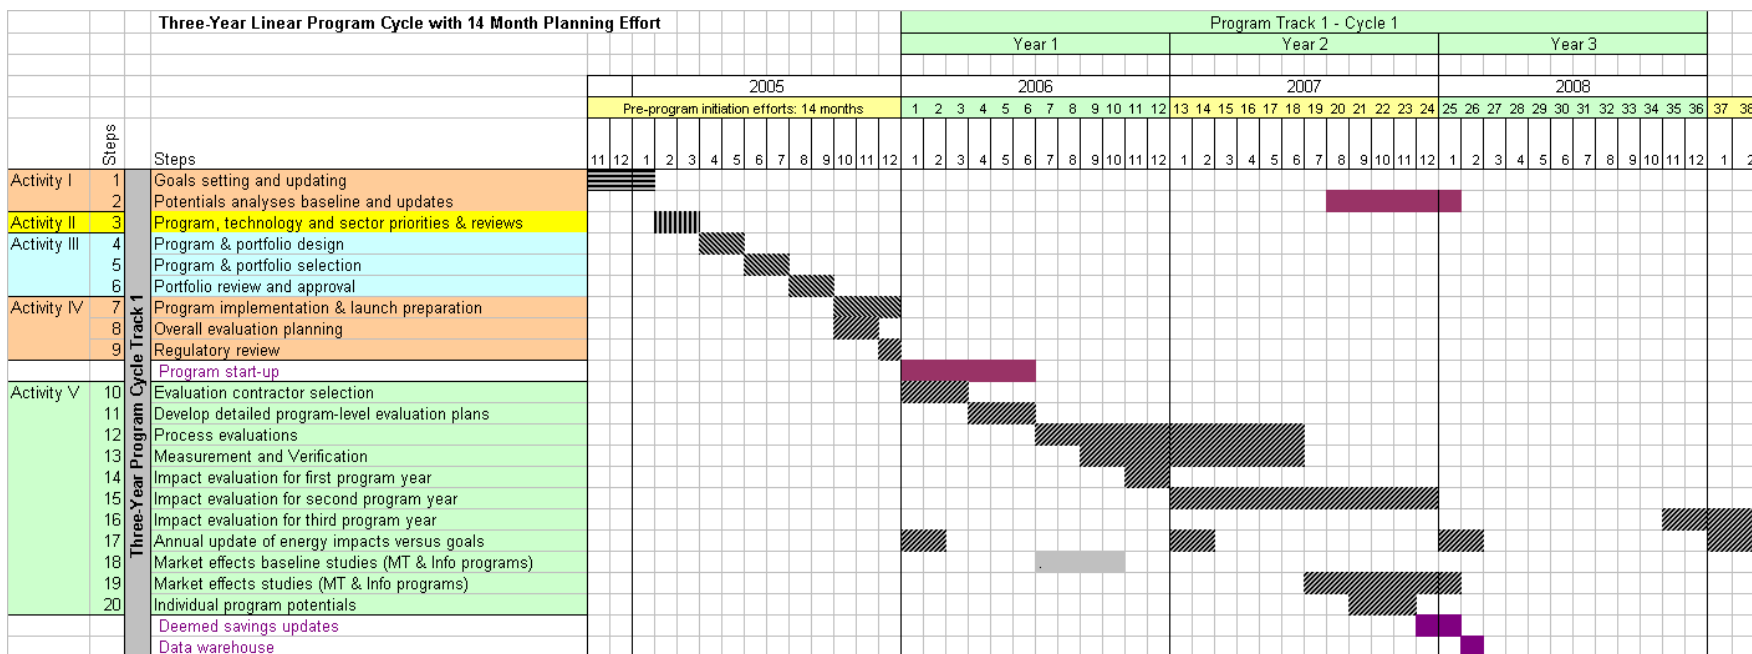 Three-Year Linear Program Cycle with 14 Month Planning Effort
Program Track 1 - Cycle 1
Year 1 Year 2 Year 3
2005 2006 2007 2008
Pre-program initiation efforts: 14 months 1 2 3 4 5 6 7 8 9 10 11 12 13 14 15 16 17 18 19 20 21 22 23 24 25 26 27 28 29 30 31 32 33 34 35 36 37 38
Steps Steps 11 12 1 2 3 4 5 6 7 8 9 10 11 12 1 2 3 4 5 6 7 8 9 10 11 12 1 2 3 4 5 6 7 8 9 10 11 12 1 2 3 4 5 6 7 8 9 10 11 12 1 2
Three-Year Program Cycle Track 1
Activity I 1 Goals setting and updating
2 Potentials analyses baseline and updates
Activity II 3 Program, technology and sector priorities & reviews
Activity III 4 Program & portfolio design
5 Program & portfolio selection
6 Portfolio review and approval
Activity IV 7 Program implementation & launch preparation
8 Overall evaluation planning
9 Regulatory review
Program start-up
Activity V 10 Evaluation contractor selection
11 Develop detailed program-level evaluation plans
12 Process evaluations
13 Measurement and Verification
14 Impact evaluation for first program year
15 Impact evaluation for second program year
16 Impact evaluation for third program year
17 Annual update of energy impacts versus goals
18 Market effects baseline studies (MT & Info programs)
19 Market effects studies (MT & Info programs)
20 Individual program potentials
Deemed savings updates
Data warehouse